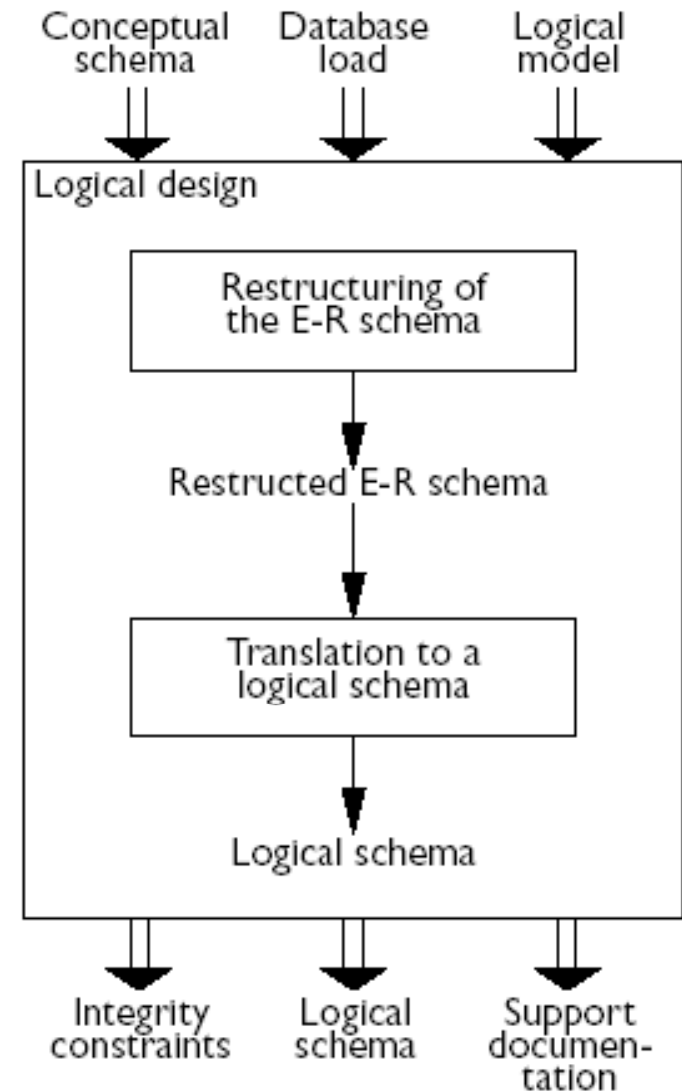 Conceptual schema
Database load
Logical model
Logical design
Restructuring of
the E-R schema
Restructed E-R schema
Translation to a
logical schema
Logical schema
Integrity constraints
Logical schema
Support documen-
tation